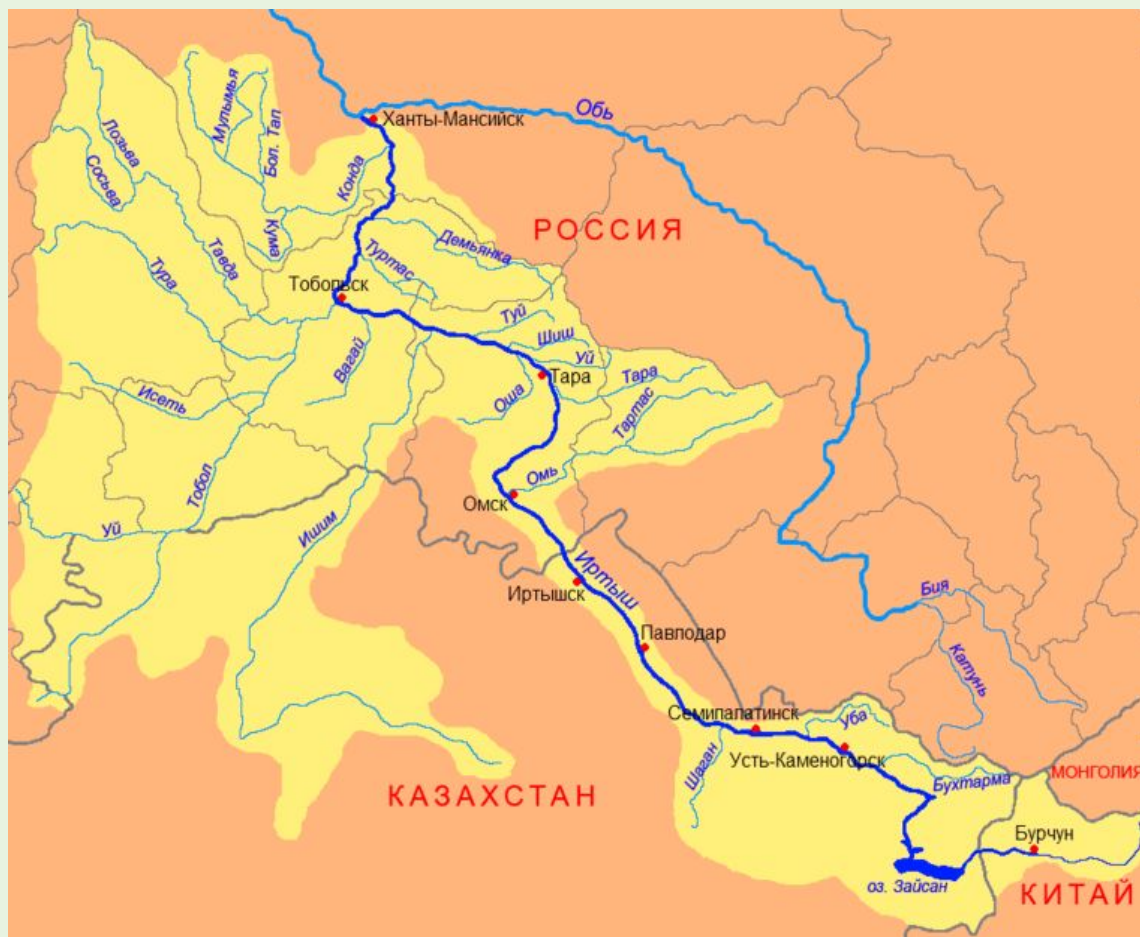 Обь
Ханты-Мансийск
Мулымья
Бол. Тап
Лозьва
Сосьва
Конда
Кума
РОССИЯ
Демьянка
Туртас
Тавда
Тура
Тобольск
Туй
Шиш
Уй
Тара
Тара
Вагай
Оша
Исеть
Тартас
Омь
Тобол
Омск
Уй
Ишим
Иртыш
Иртышск
Бия
Павлодар
Катунь
Семипалатинск
Уба
Усть-Каменогорск
Шаган
Бухтарма
МОНГОЛИЯ
КАЗАХСТАН
Бурчун
оз. Зайсан
КИТАЙ